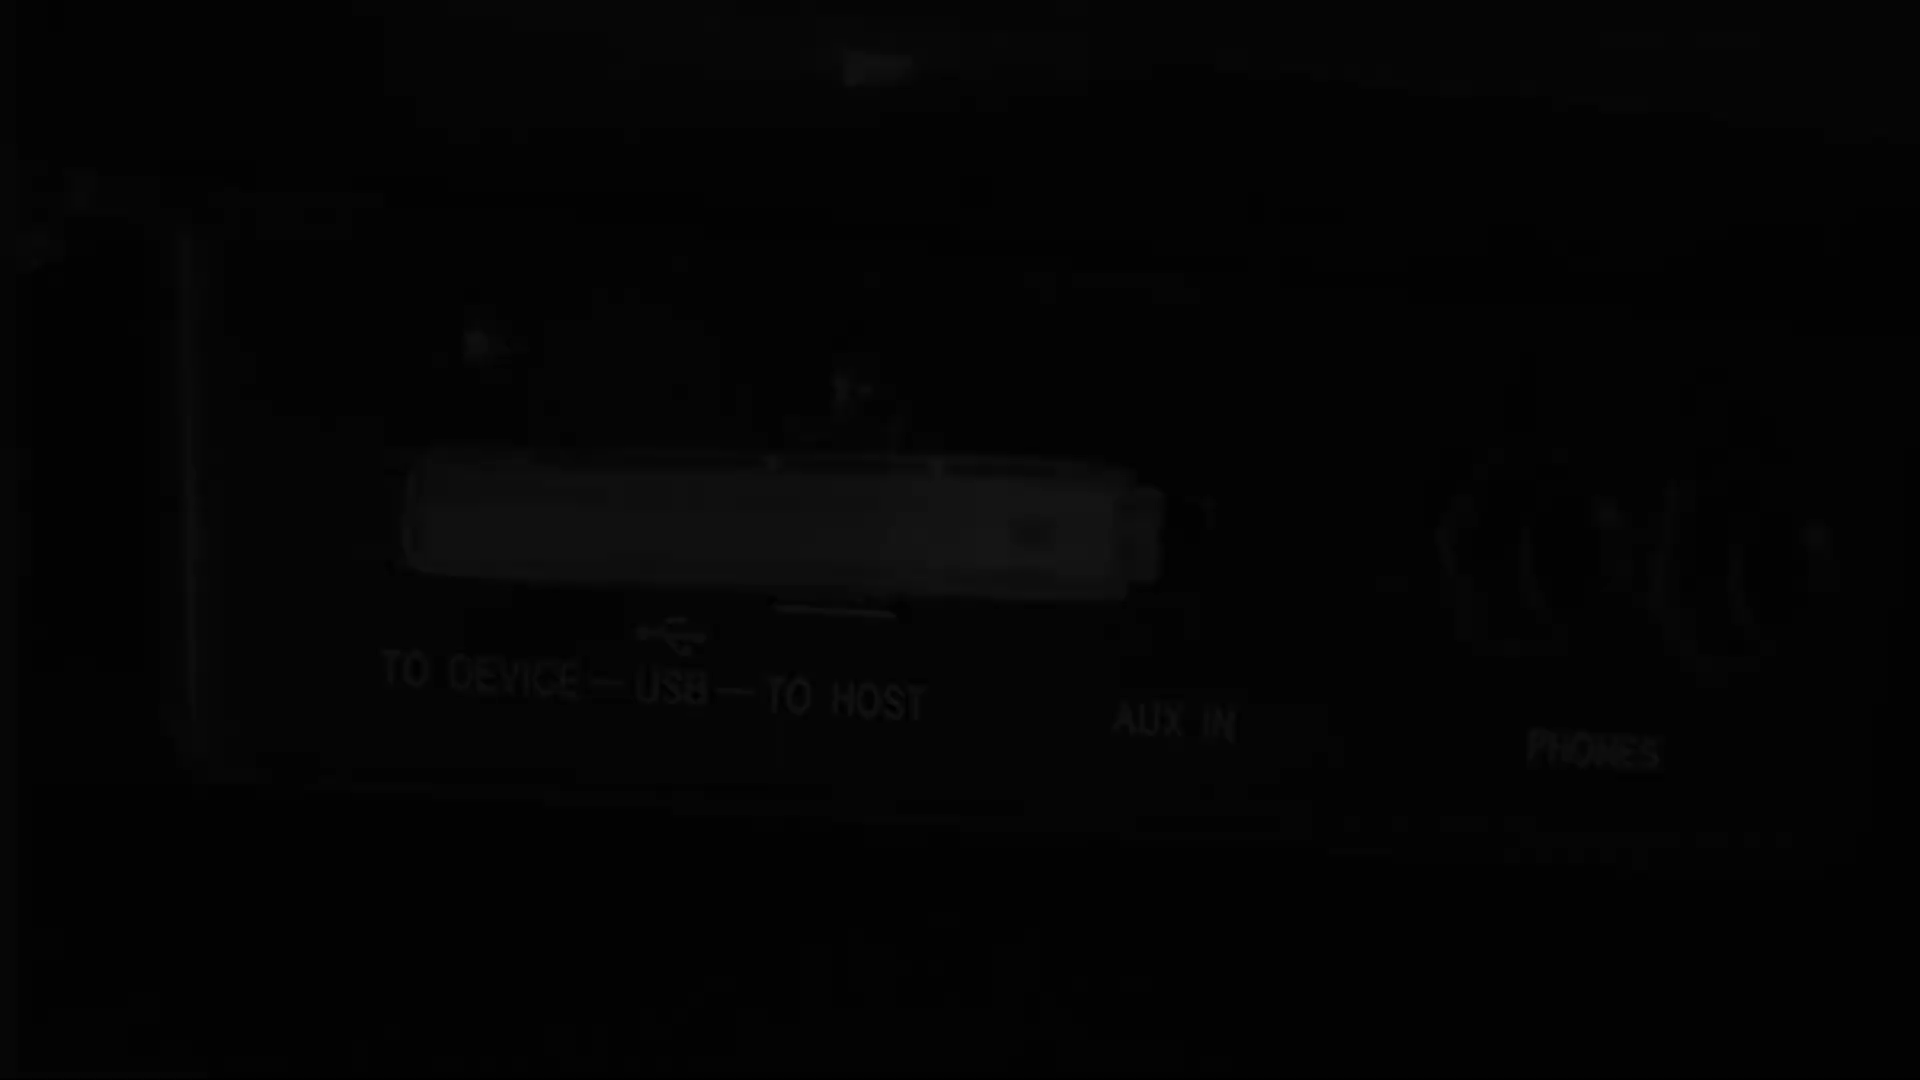 TO DEVICE — USB — TO HOST
AUX IN
PHONES